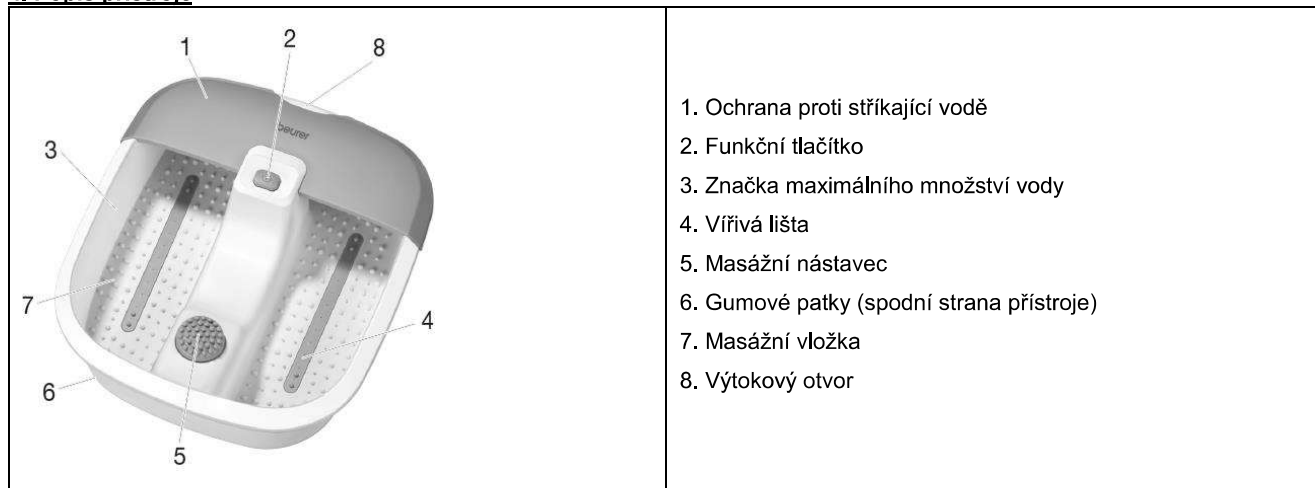 2
1
8
beurer
3
7
4
6
5
1. Ochrana proti stříkající vodě
2. Funkční tlačítko
3. Značka maximálního množství vody
4. Vířivá lišta
5. Masážní nástavec
6. Gumové patky (spodní strana přístroje)
7. Masážní vložka
8. Výtokový otvor